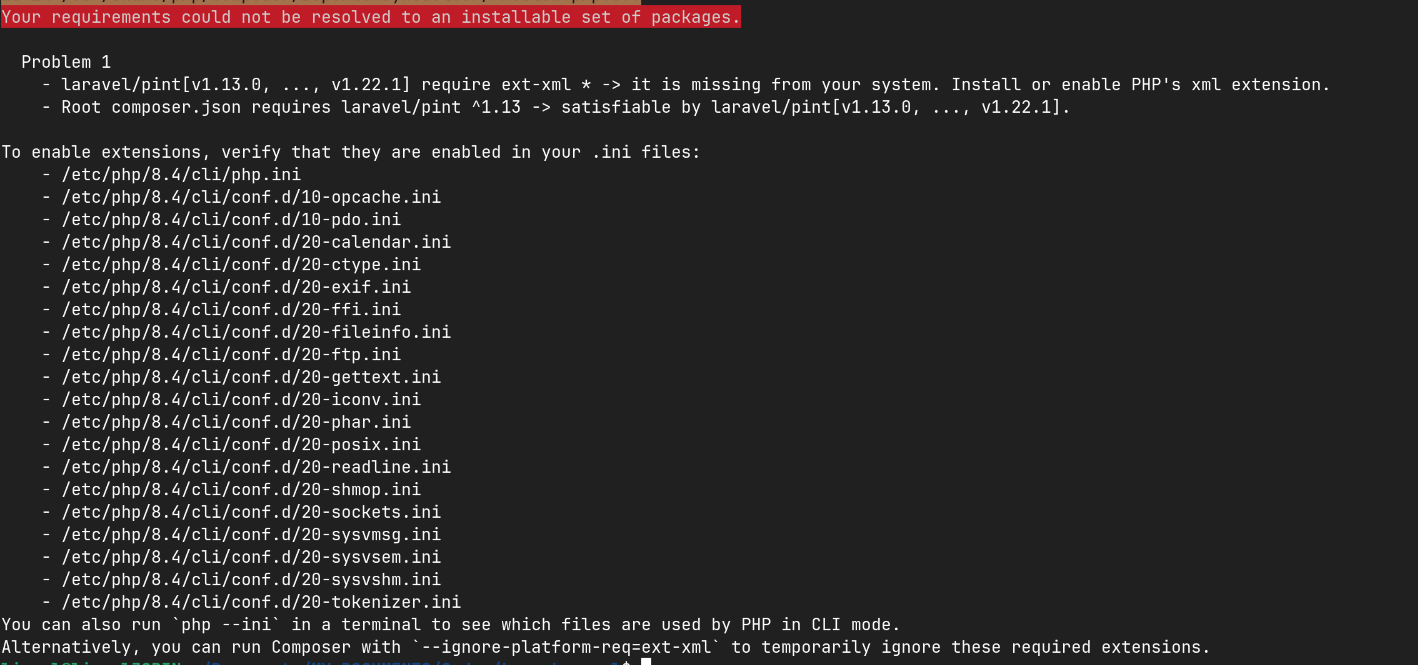 Your requirements could not be resolved to an installable set of packages.
Problem 1
- laravel/pint[v1.13.0, ..., v1.22.1] require ext-xml * -> it is missing from your system. Install or enable PHP's xml extension.
- Root composer.json requires laravel/pint ^1.13 -> satisfiable by laravel/pint[v1.13.0, ..., v1.22.1].
To enable extensions, verify that they are enabled in your .ini files:
- /etc/php/8.4/cli/php.ini
- /etc/php/8.4/cli/conf.d/10-opcache.ini
- /etc/php/8.4/cli/conf.d/10-pdo.ini
- /etc/php/8.4/cli/conf.d/20-calendar.ini
- /etc/php/8.4/cli/conf.d/20-ctype.ini
- /etc/php/8.4/cli/conf.d/20-exif.ini
- /etc/php/8.4/cli/conf.d/20-ffi.ini
- /etc/php/8.4/cli/conf.d/20-fileinfo.ini
- /etc/php/8.4/cli/conf.d/20-ftp.ini
- /etc/php/8.4/cli/conf.d/20-gettext.ini
- /etc/php/8.4/cli/conf.d/20-iconv.ini
- /etc/php/8.4/cli/conf.d/20-phar.ini
- /etc/php/8.4/cli/conf.d/20-posix.ini
- /etc/php/8.4/cli/conf.d/20-readline.ini
- /etc/php/8.4/cli/conf.d/20-shmop.ini
- /etc/php/8.4/cli/conf.d/20-sockets.ini
- /etc/php/8.4/cli/conf.d/20-sysvmsg.ini
- /etc/php/8.4/cli/conf.d/20-sysvsem.ini
- /etc/php/8.4/cli/conf.d/20-sysvshm.ini
- /etc/php/8.4/cli/conf.d/20-tokenizer.ini
You can also run `php --ini` in a terminal to see which files are used by PHP in CLI mode.
Alternatively, you can run Composer with `--ignore-platform-req=ext-xml` to temporarily ignore these required extensions.